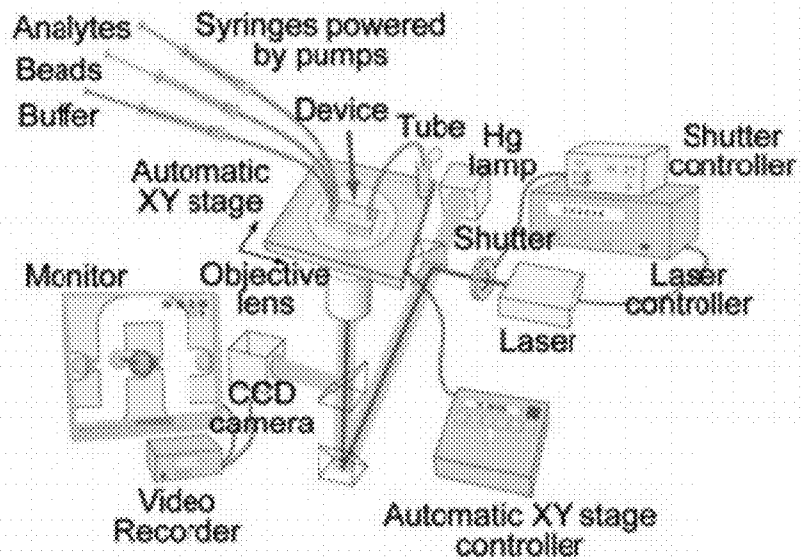 Analytes
Syringes powered
by pumps
Beads
Buffer
Device
Tube
Hg
lamp
Shutter
controller
Automatic
XY stage
Shutter
Monitor
Objective
lens
Laser
controller
Laser
CCD
camera
Video
Recorder
Automatic XY stage
controller